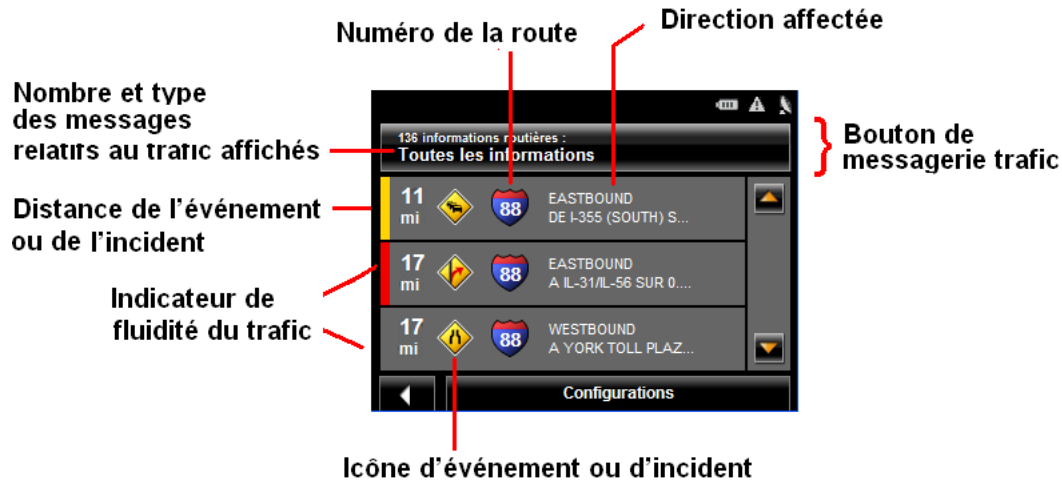 Numéro de la route
Direction affectée
Nombre et type
des messages
relatifs au trafic affichés
136 informations routières :
Toutes les informations
Bouton de
messagerie trafic
Distance de l'événement
ou de l'incident
11
mi
88
EASTBOUND
DE I-355 (SOUTH) S...
17
mi
88
EASTBOUND
A IL-31/IL-56 SUR 0....
Indicateur de
fluidité du trafic
17
mi
88
WESTBOUND
A YORK TOLL PLAZ...
Configurations
Icône d'événement ou d'incident